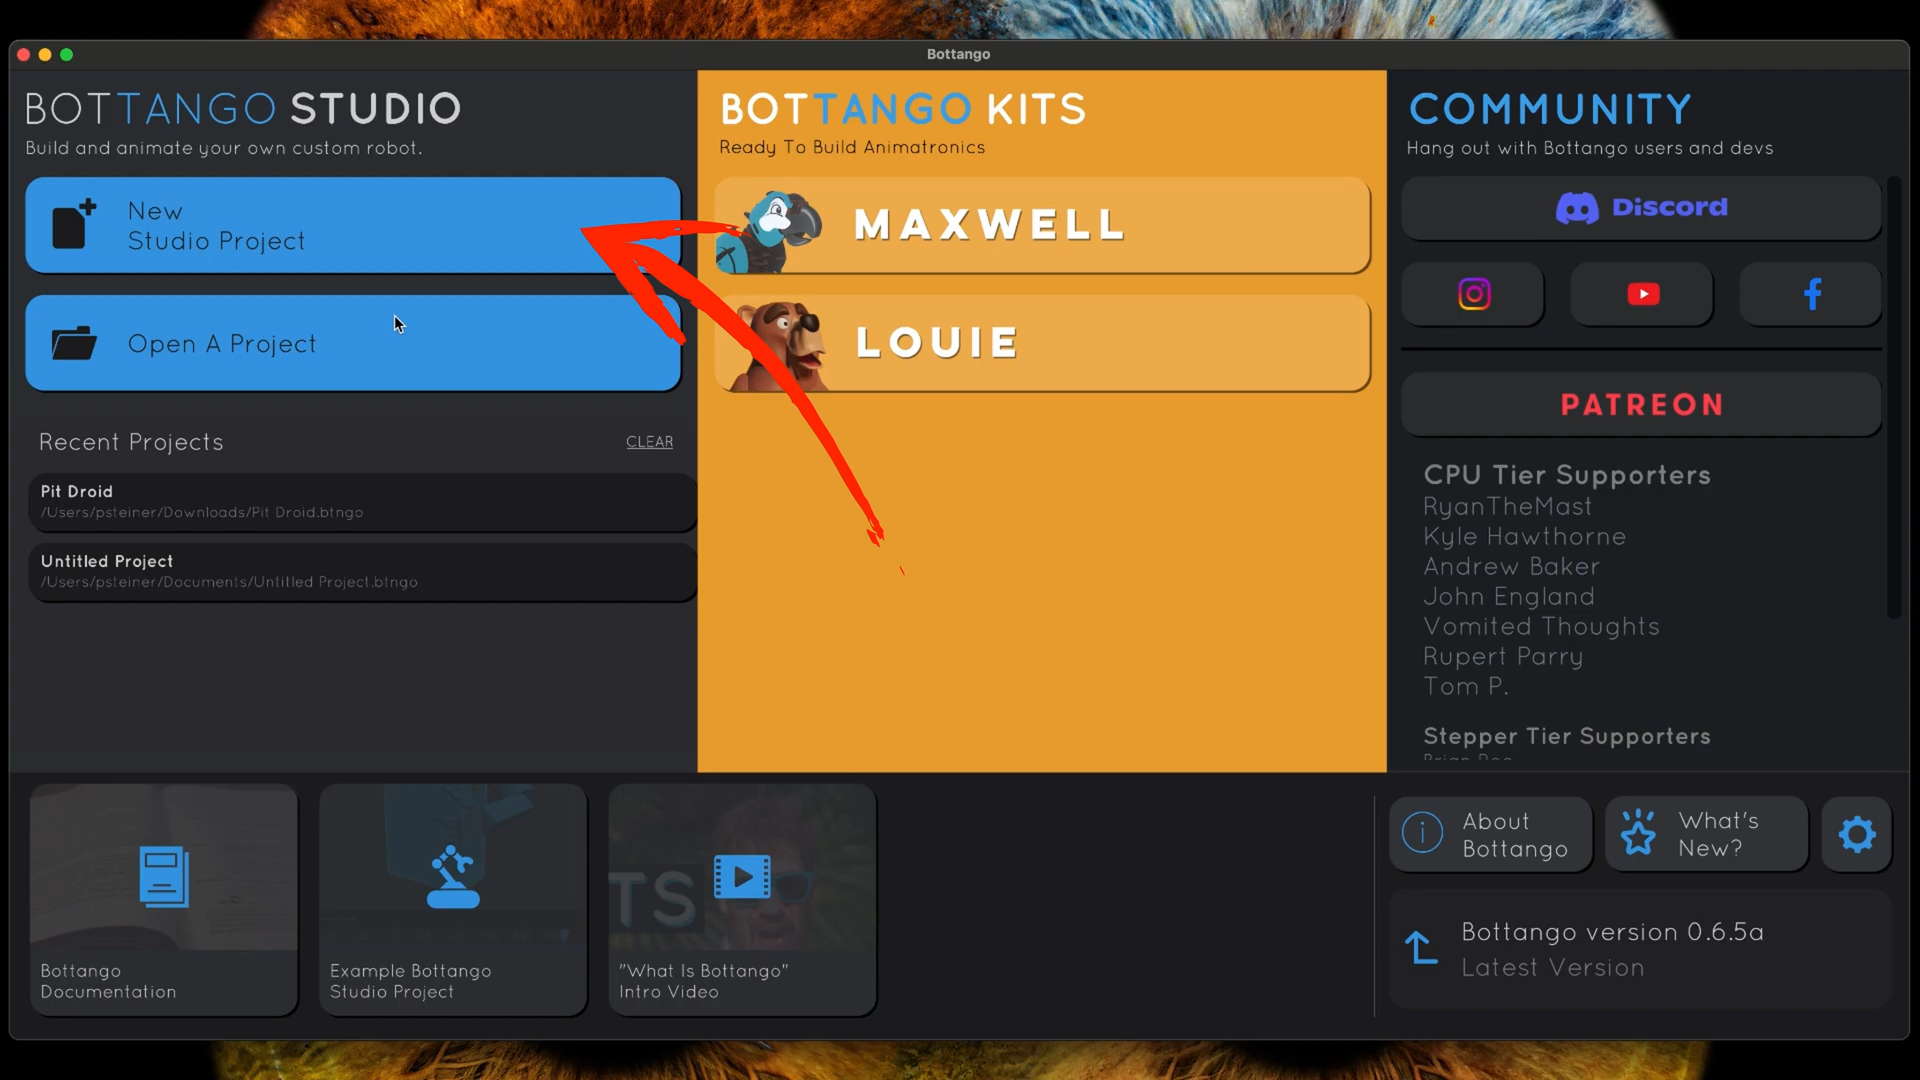 Bottango
BOTTANGO STUDIO
Build and animate your own custom robot.
New
Studio Project
Open A Project
Recent Projects
CLEAR
Pit Droid
/Users/psteiner/Downloads/Pit Droid.btngo
Untitled Project
/Users/psteiner/Documents/Untitled Project.btngo
BOTTANGO KITS
Ready To Build Animatronics
MAXWELL
LOUIE
COMMUNITY
Hang out with Bottango users and devs
Discord
PATREON
CPU Tier Supporters
RyanTheMast
Kyle Hawthorne
Andrew Baker
John England
Vomited Thoughts
Rupert Parry
Tom P.
Stepper Tier Supporters
Bottango
Documentation
Example Bottango
Studio Project
TS
"What Is Bottango"
Intro Video
About
Bottango
What's
New?
Bottango version 0.6.5a
Latest Version